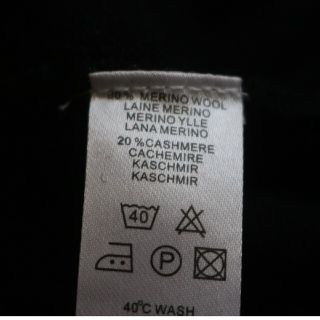 80% MERINO WOOL
LAINE MERINO
MERINO YLLE
LANA MERINO
20 %CASHMERE
CACHEMIRE
KASCHMIR
KASCHMIR
40
P
40°C WASH